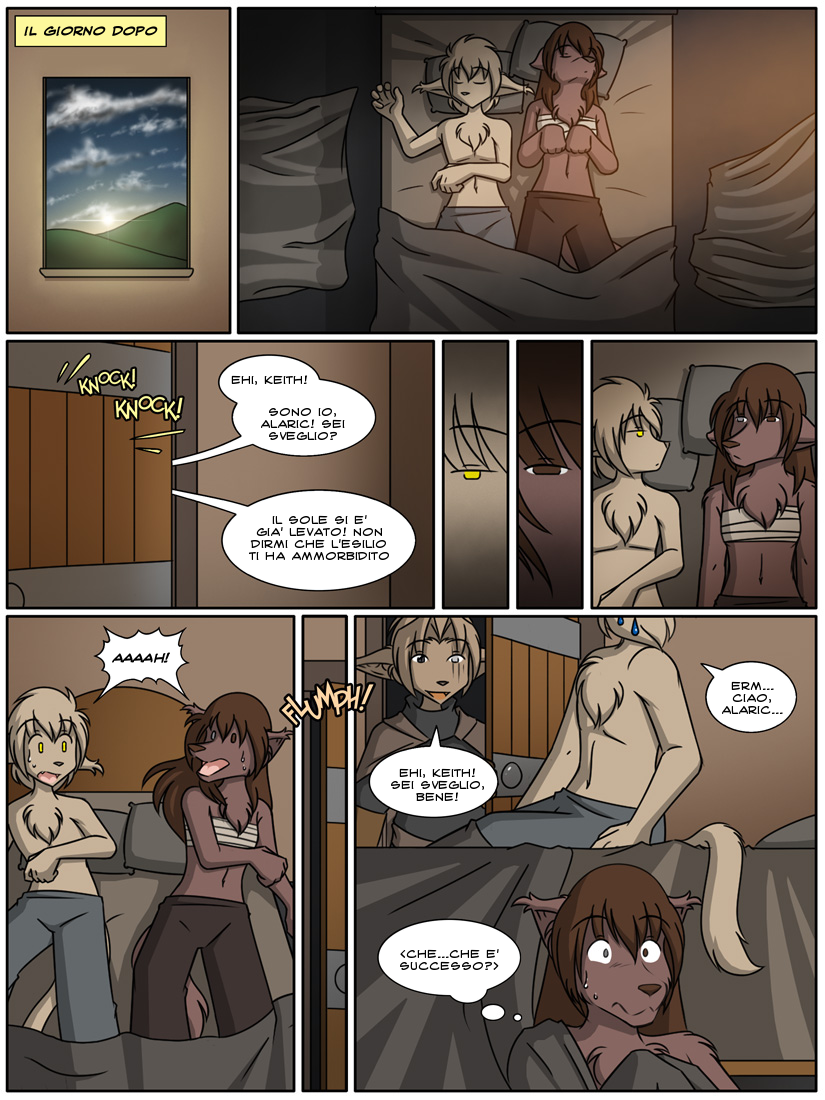 IL GIORNO DOPO
KNOCK!
KNOCK!
EHI, KEITH!
SONO IO,
ALARIC! SEI
SVEGLIO?
IL SOLE SI E'
GIA' LEVATO! NON
DIRMI CHE L'ESILIO
TI HA AMMORBIDITO
AAAAH!
FLUMPH!
EHI, KEITH!
SEI SVEGLIO,
BENE!
ERM...
CIAO,
ALARIC...
<CHE...CHE E'
SUCCESSO?>